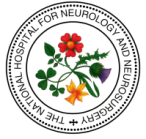 THE NATIONAL HOSPITAL FOR NEUROLOGY AND NEUROSURGERY